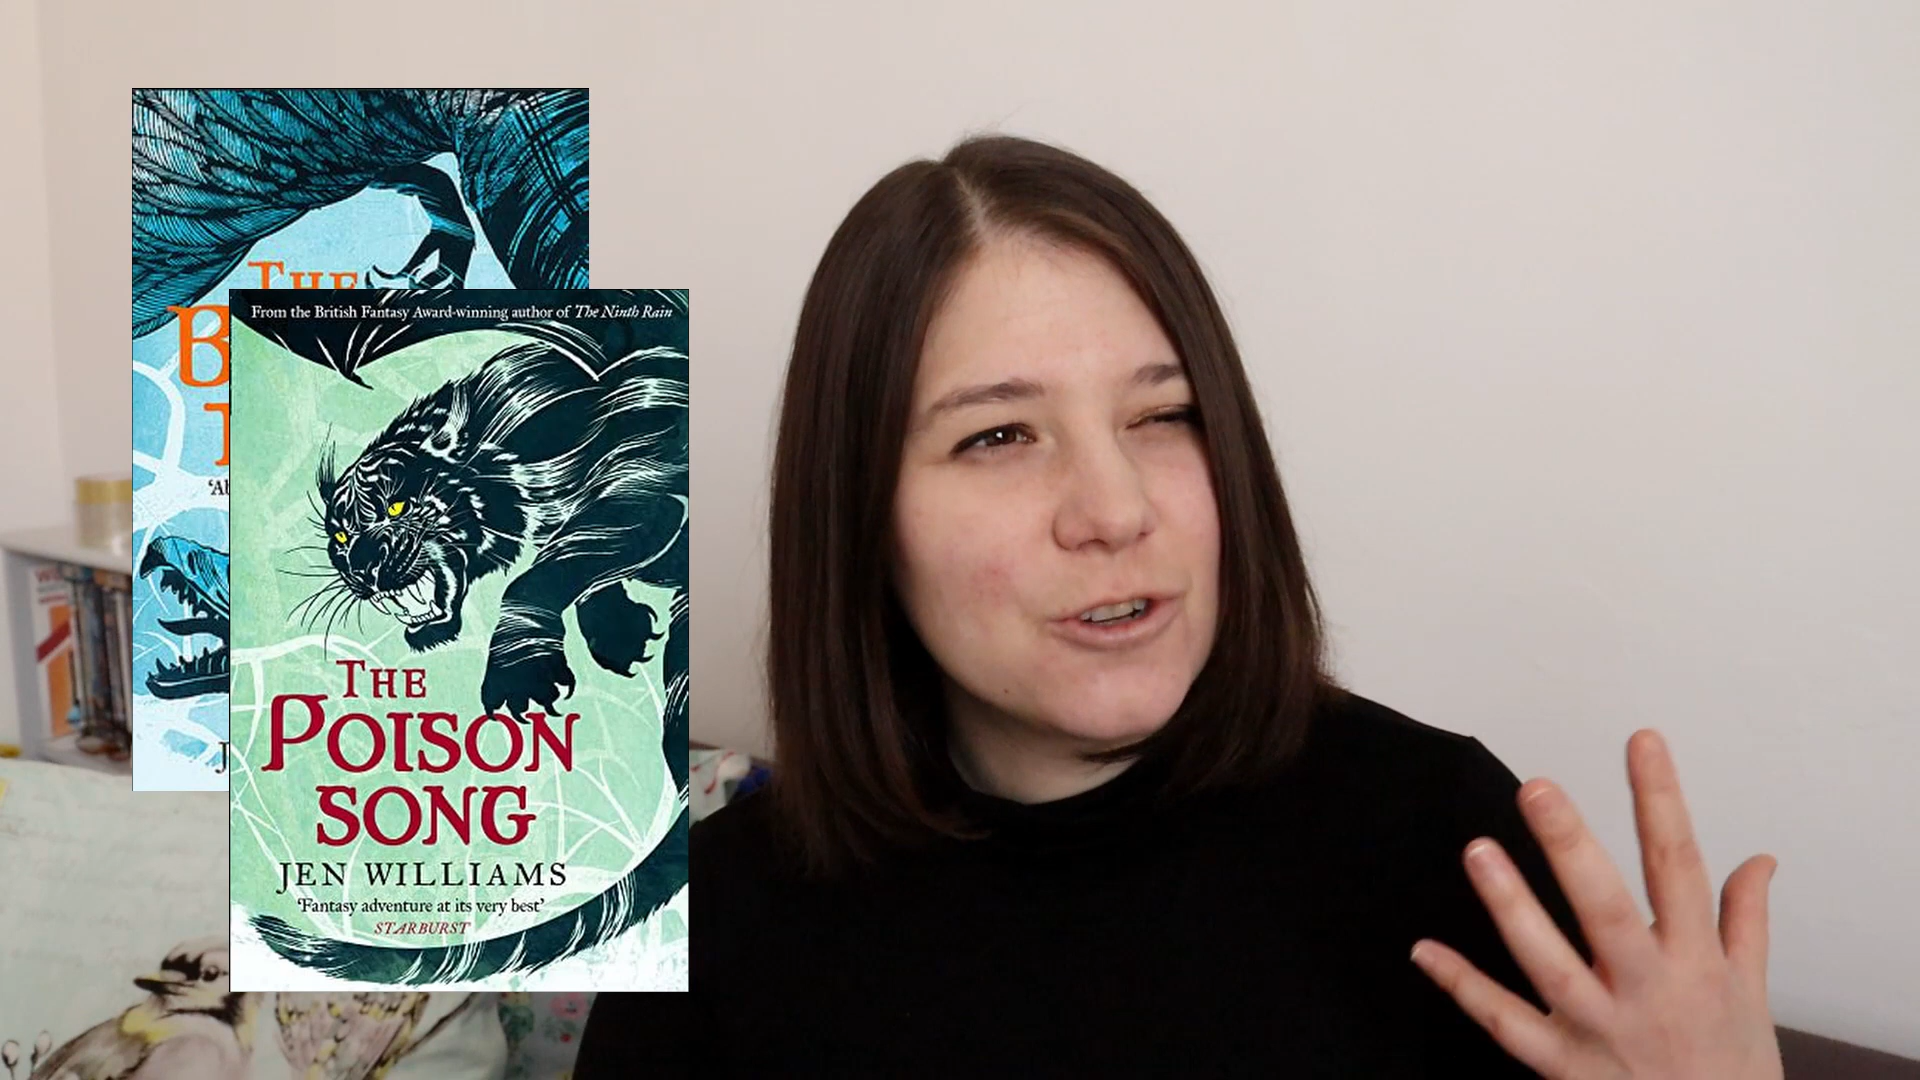 THE
From the British Fantasy Award-winning author of The Ninth Rain
THE
POISON
SONG
JEN WILLIAMS
‘Fantasy adventure at its very best’
STARBURST